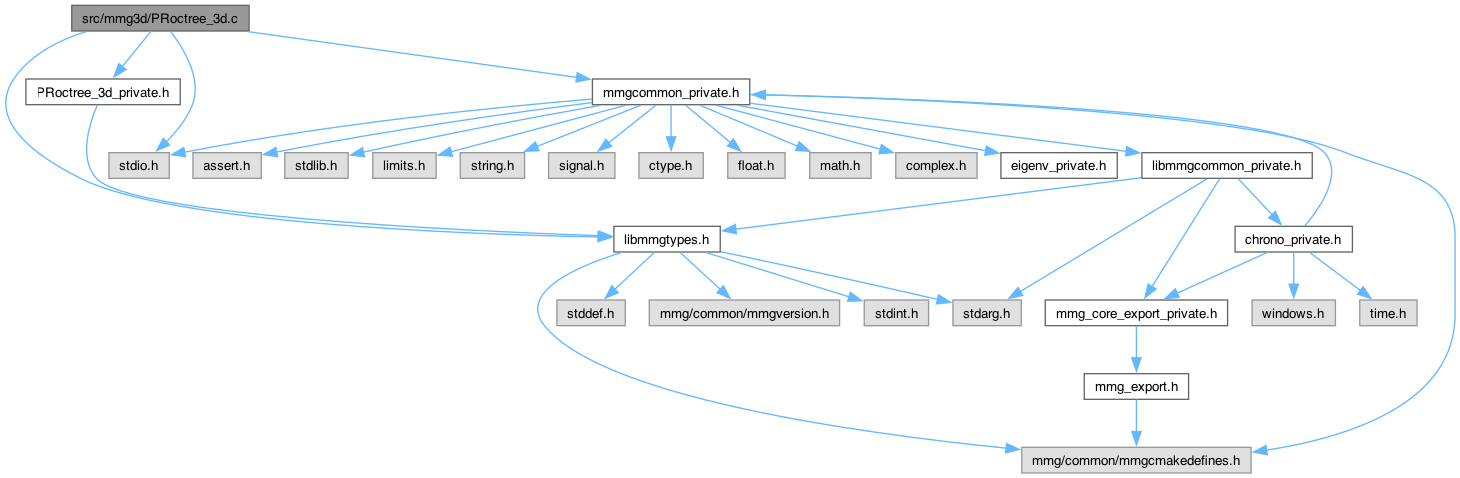 src/mmg3d/PRoctree_3d.c
PRoctree_3d_private.h
mmgcommon_private.h
stdio.h
assert.h
stdlib.h
limits.h
string.h
signal.h
ctype.h
float.h
math.h
complex.h
eigenv_private.h
libmmgcommon_private.h
libmmgtypes.h
chrono_private.h
stddef.h
mmg/common/mmgversion.h
stdint.h
stdarg.h
mmg_core_export_private.h
windows.h
time.h
mmg_export.h
mmg/common/mmgcmakedefines.h